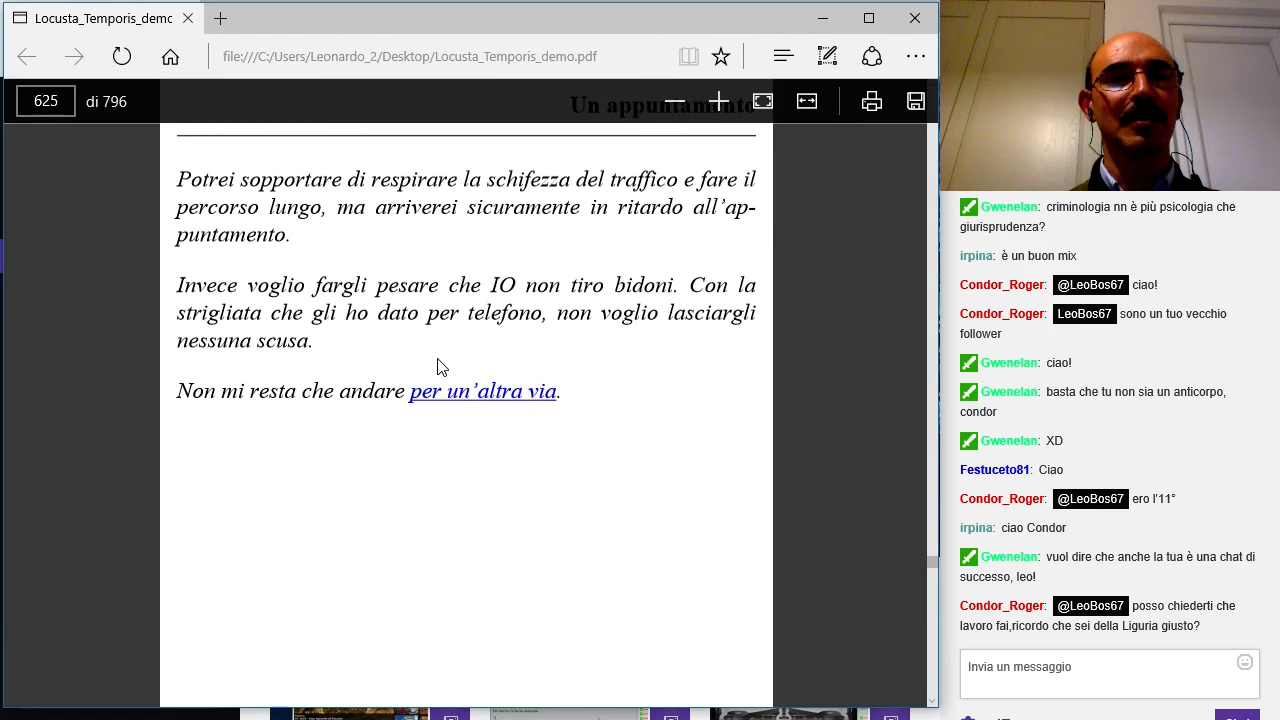 Locusta_Temporis_demo
file:///C:/Users/Leonardo_2/Desktop/Locusta_Temporis_demo.pdf
625 di 796
Un appuntamento
Potrei sopportare di respirare la schifezza del traffico e fare il
percorso lungo, ma arriverei sicuramente in ritardo all’ap-
puntamento.
Invece voglio fargli pesare che IO non tiro bidoni. Con la
strigliata che gli ho dato per telefono, non voglio lasciargli
nessuna scusa.
Non mi resta che andare per un’altra via.
Gwenelan: criminologia nn è più psicologia che
giurisprudenza?
irpina: è un buon mix
Condor_Roger: @LeoBos67 ciao!
Condor_Roger: LeoBos67 sono un tuo vecchio
follower
Gwenelan: ciao!
Gwenelan: basta che tu non sia un anticorpo,
condor
Gwenelan: XD
Festuceto81: Ciao
Condor_Roger: @LeoBos67 ero l'11°
irpina: ciao Condor
Gwenelan: vuol dire che anche la tua è una chat di
successo, leo!
Condor_Roger: @LeoBos67 posso chiederti che
lavoro fai,ricordo che sei della Liguria giusto?
Invia un messaggio